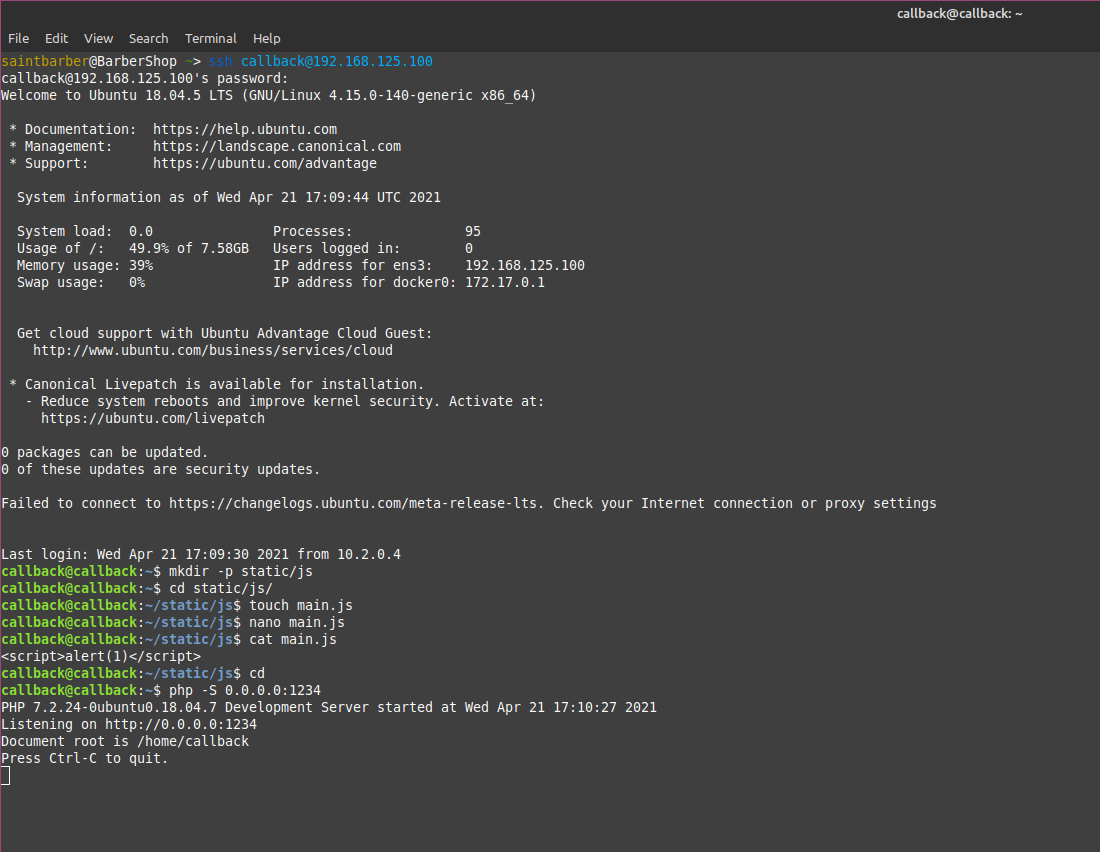 callback@callback: ~
File Edit View Search Terminal Help
saintbarber@BarberShop ~> ssh callback@192.168.125.100
callback@192.168.125.100's password:
Welcome to Ubuntu 18.04.5 LTS (GNU/Linux 4.15.0-140-generic x86_64)
* Documentation: https://help.ubuntu.com
* Management: https://landscape.canonical.com
* Support: https://ubuntu.com/advantage
System information as of Wed Apr 21 17:09:44 UTC 2021
System load: 0.0 Processes: 95
Usage of /: 49.9% of 7.58GB Users logged in: 0
Memory usage: 39% IP address for ens3: 192.168.125.100
Swap usage: 0% IP address for docker0: 172.17.0.1
Get cloud support with Ubuntu Advantage Cloud Guest:
http://www.ubuntu.com/business/services/cloud
* Canonical Livepatch is available for installation.
- Reduce system reboots and improve kernel security. Activate at:
https://ubuntu.com/livepatch
0 packages can be updated.
0 of these updates are security updates.
Failed to connect to https://changelogs.ubuntu.com/meta-release-lts. Check your Internet connection or proxy settings
Last login: Wed Apr 21 17:09:30 2021 from 10.2.0.4
callback@callback:~$ mkdir -p static/js
callback@callback:~$ cd static/js/
callback@callback:~/static/js$ touch main.js
callback@callback:~/static/js$ nano main.js
callback@callback:~/static/js$ cat main.js
<script>alert(1)</script>
callback@callback:~/static/js$ cd
callback@callback:~$ php -S 0.0.0.0:1234
PHP 7.2.24-0ubuntu0.18.04.7 Development Server started at Wed Apr 21 17:10:27 2021
Listening on http://0.0.0.0:1234
Document root is /home/callback
Press Ctrl-C to quit.